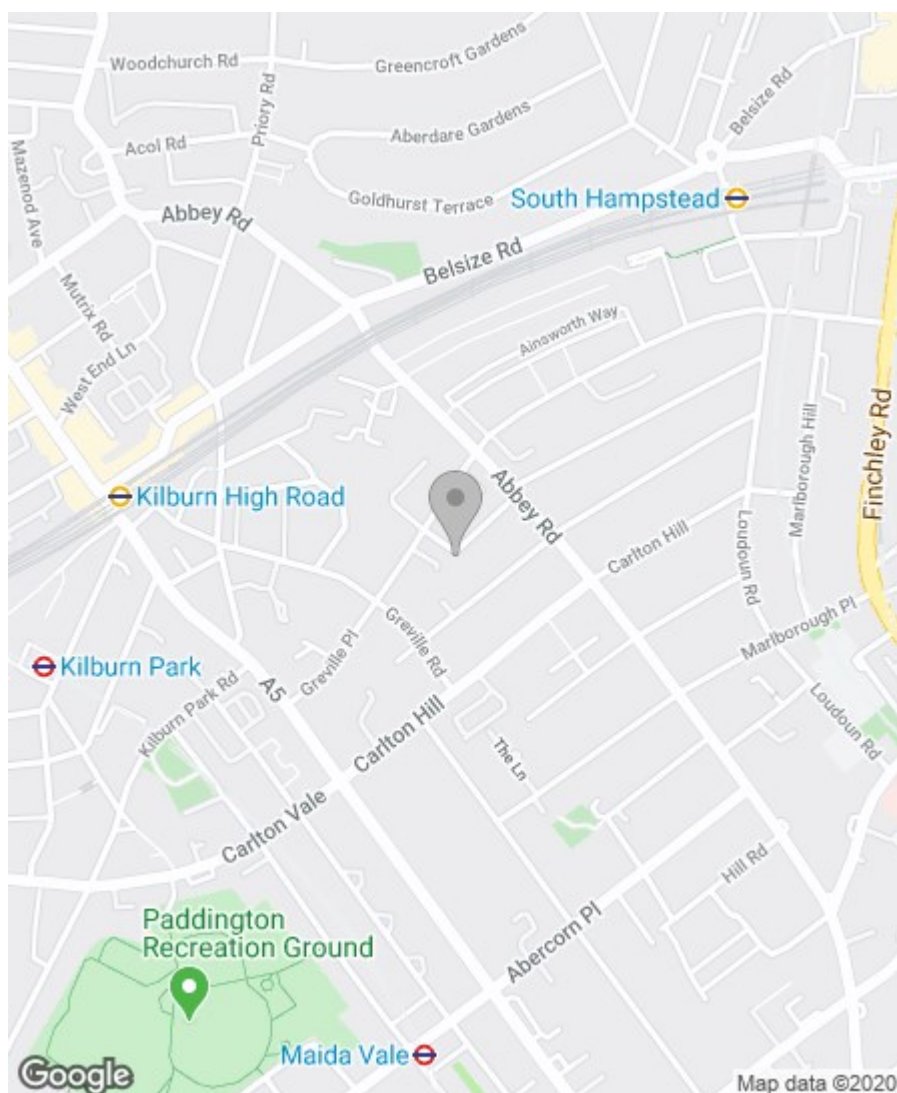 Woodchurch Rd
Greencroft Gardens
Priory Rd
Belsize Rd
Acol Rd
Aberdare Gardens
Mazenod Ave
Abbey Rd
Goldhurst Terrace
South Hampstead
Belsize Rd
Mutrix Rd
West End Ln
Ainsworth Way
Finchley Rd
Marlborough Hill
Kilburn High Road
Abbey Rd
Loudoun Rd
Carlton Hill
Greville Pl
Greville Rd
Marlborough Pl
Kilburn Park
Kilburn Park Rd
A5
Loudoun Rd
Carlton Hill
The Ln
Carlton Vale
Hill Rd
Paddington
Recreation Ground
Abercorn Pl
Maida Vale
Google
Map data ©2020